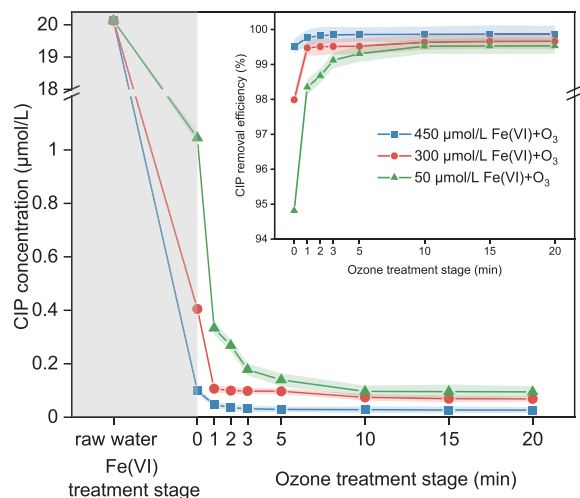 CIP concentration (μmol/L)
20
19
18
1
0.8
0.6
0.4
0.2
0
CIP removal efficiency (%)
100
99
98
97
96
95
94
450 μmol/L Fe(VI)+O₃
300 μmol/L Fe(VI)+O₃
50 μmol/L Fe(VI)+O₃
0 1 2 3 5 10 15 20
Ozone treatment stage (min)
raw water 0 1 2 3 5 10 15 20
Fe(VI)
treatment stage
Ozone treatment stage (min)